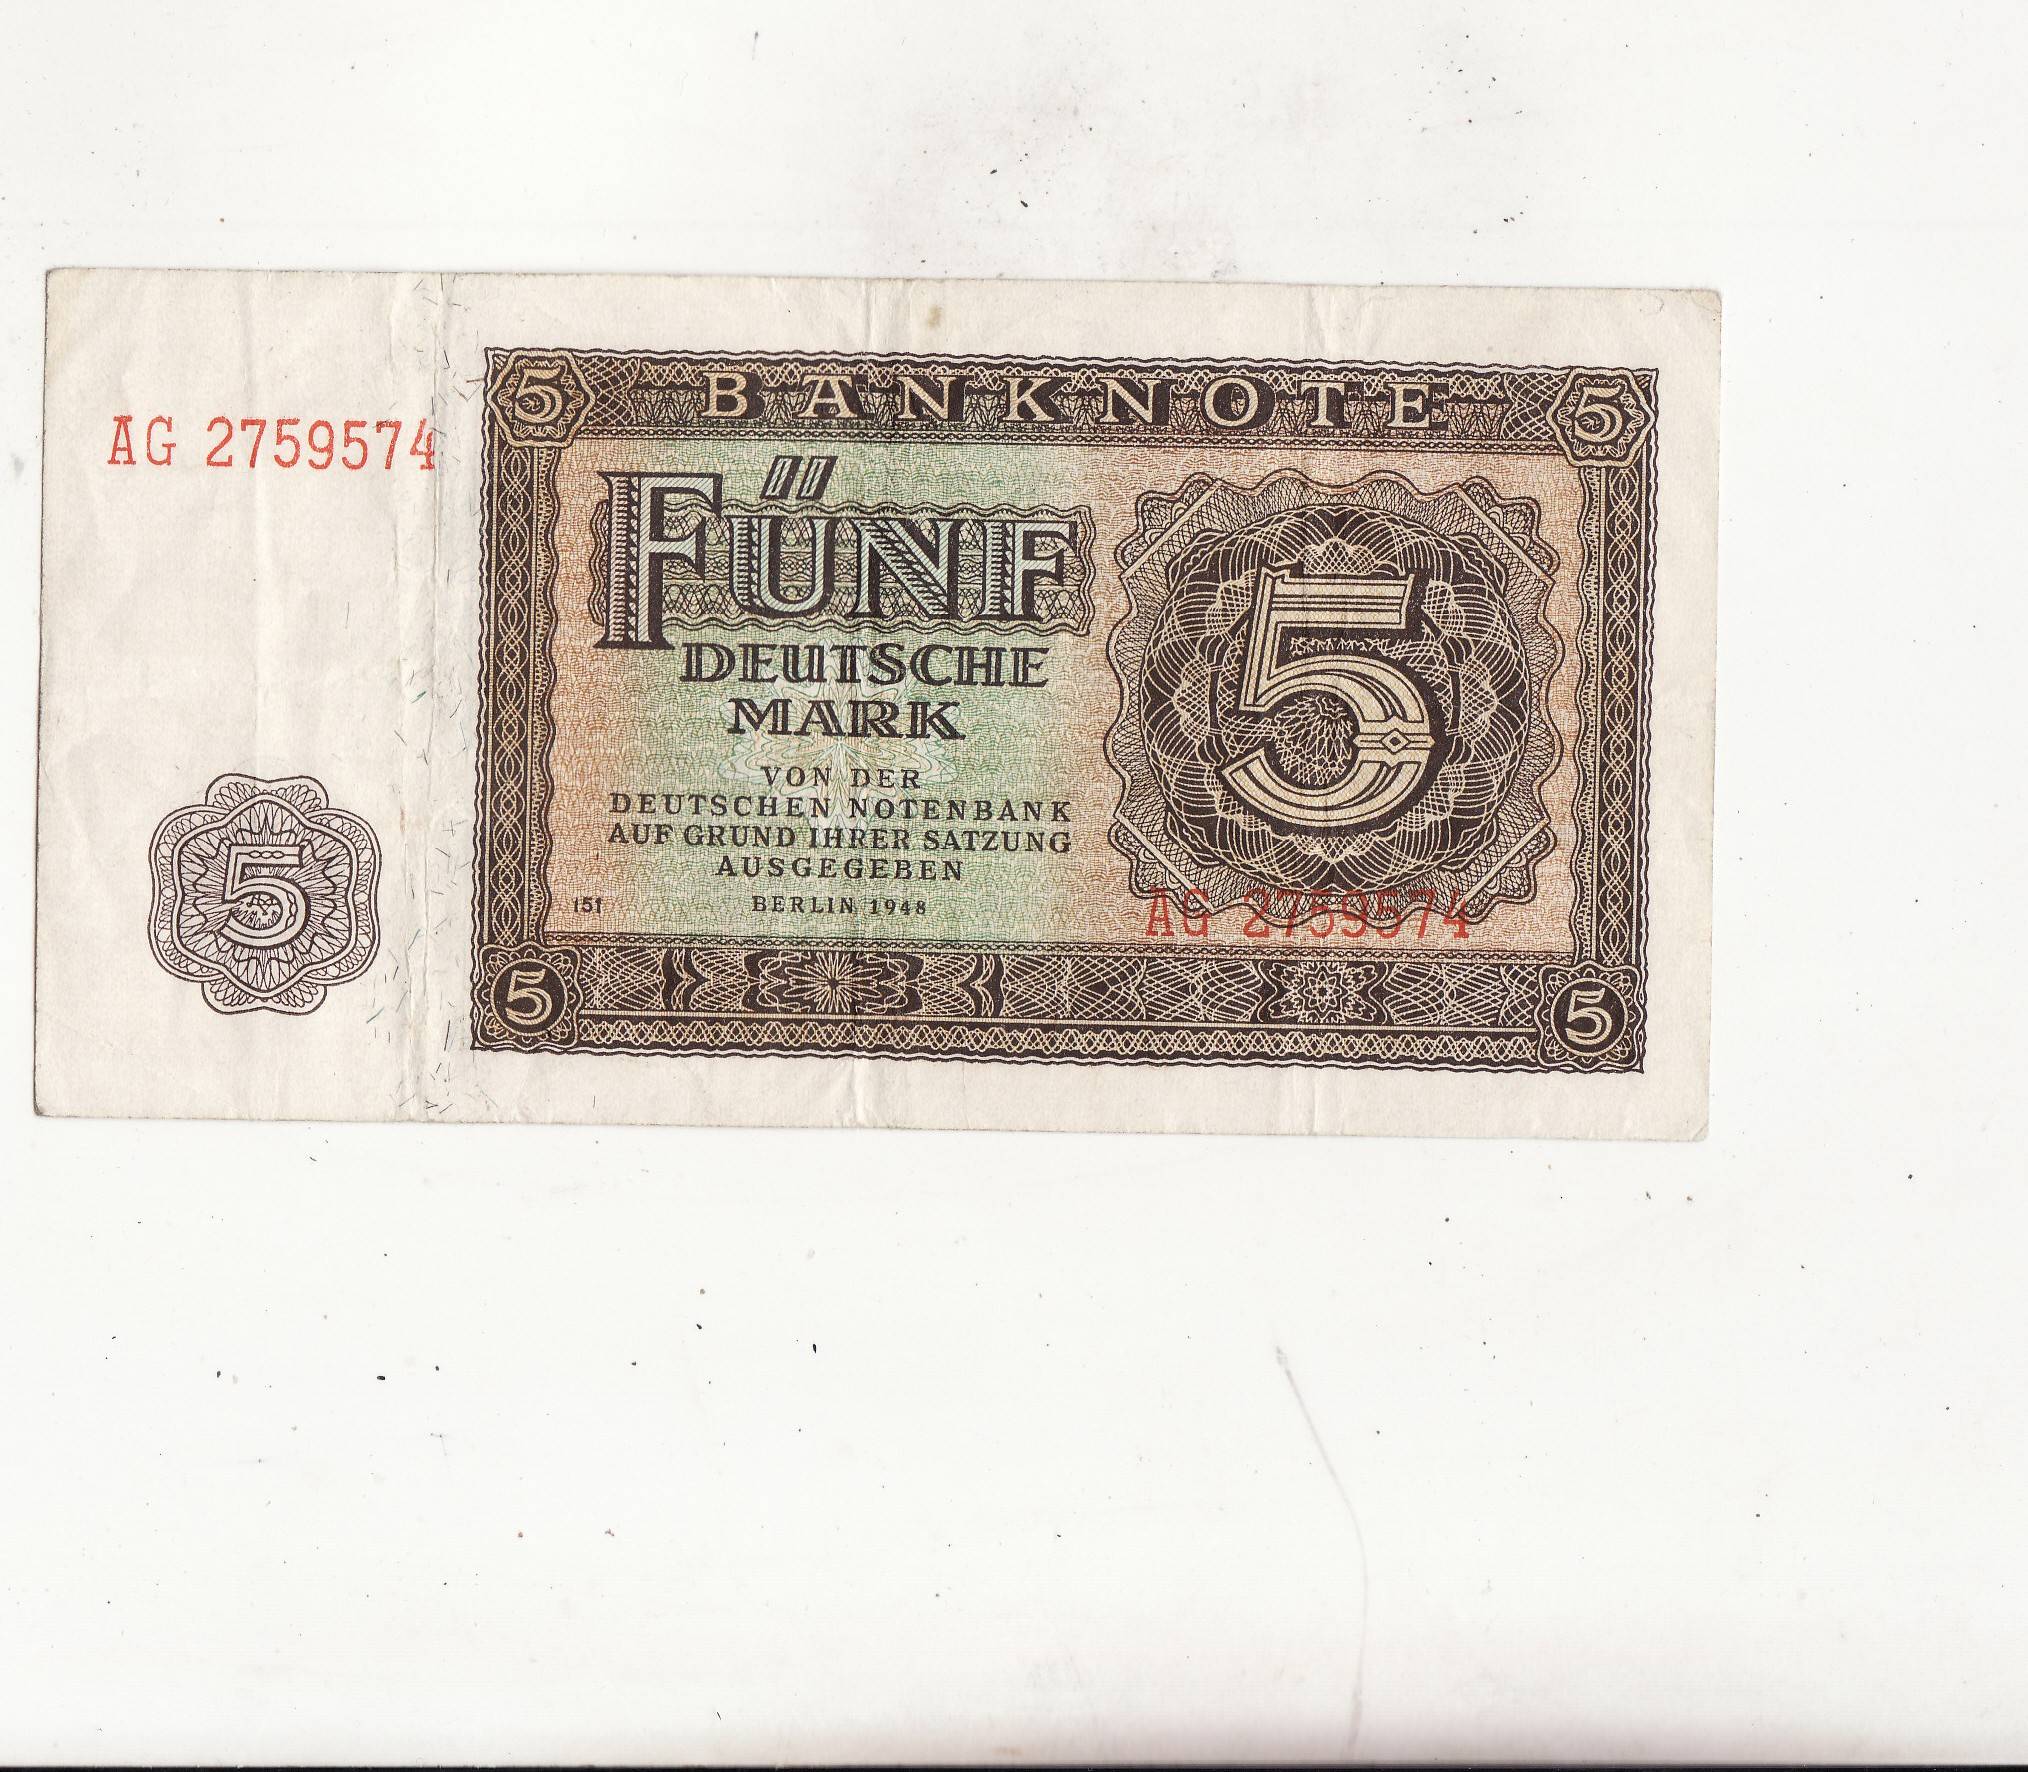 5 BANKNOTE 5
AG 2759574
FÜNF
DEUTSCHE
MARK
5
VON DER
DEUTSCHEN NOTENBANK
AUF GRUND IHRER SATZUNG
AUSGEGEBEN
5
151 BERLIN 1948 AG 2759574
5 5